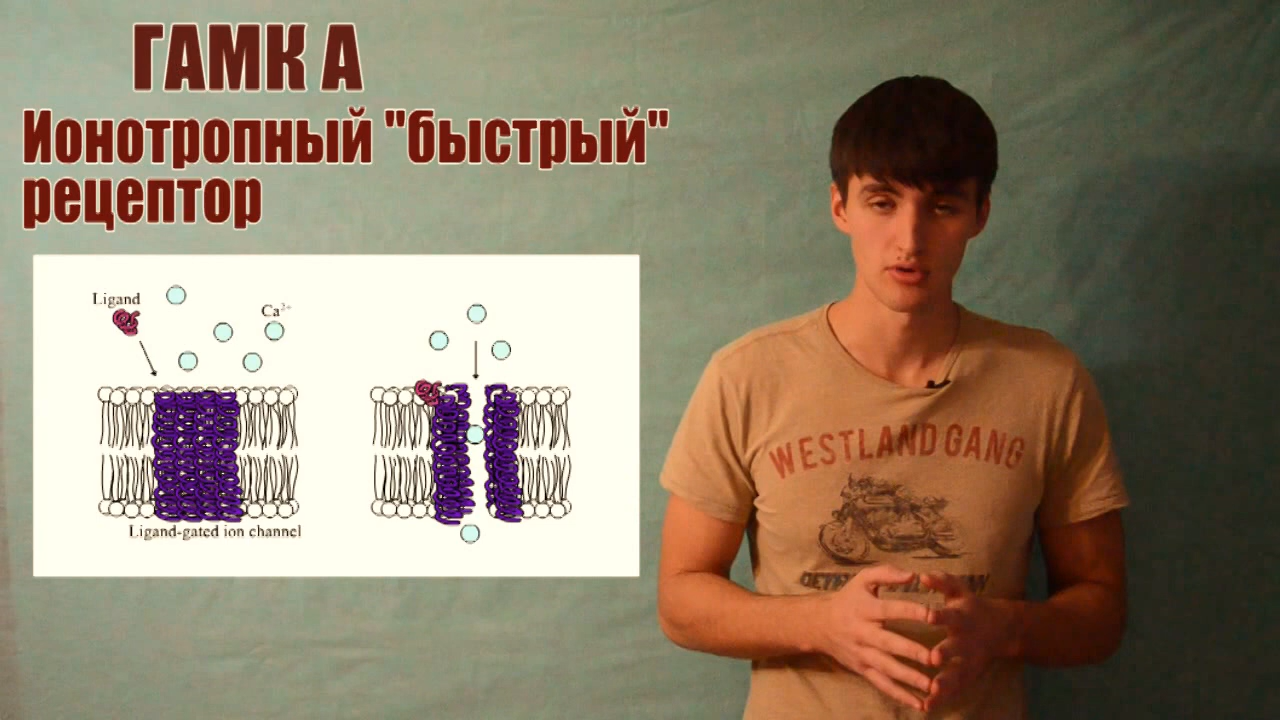 ГАМК А
Ионотропный "быстрый"
рецептор
Ligand
Ca²⁺
Ligand-gated ion channel
WESTLAND GANG